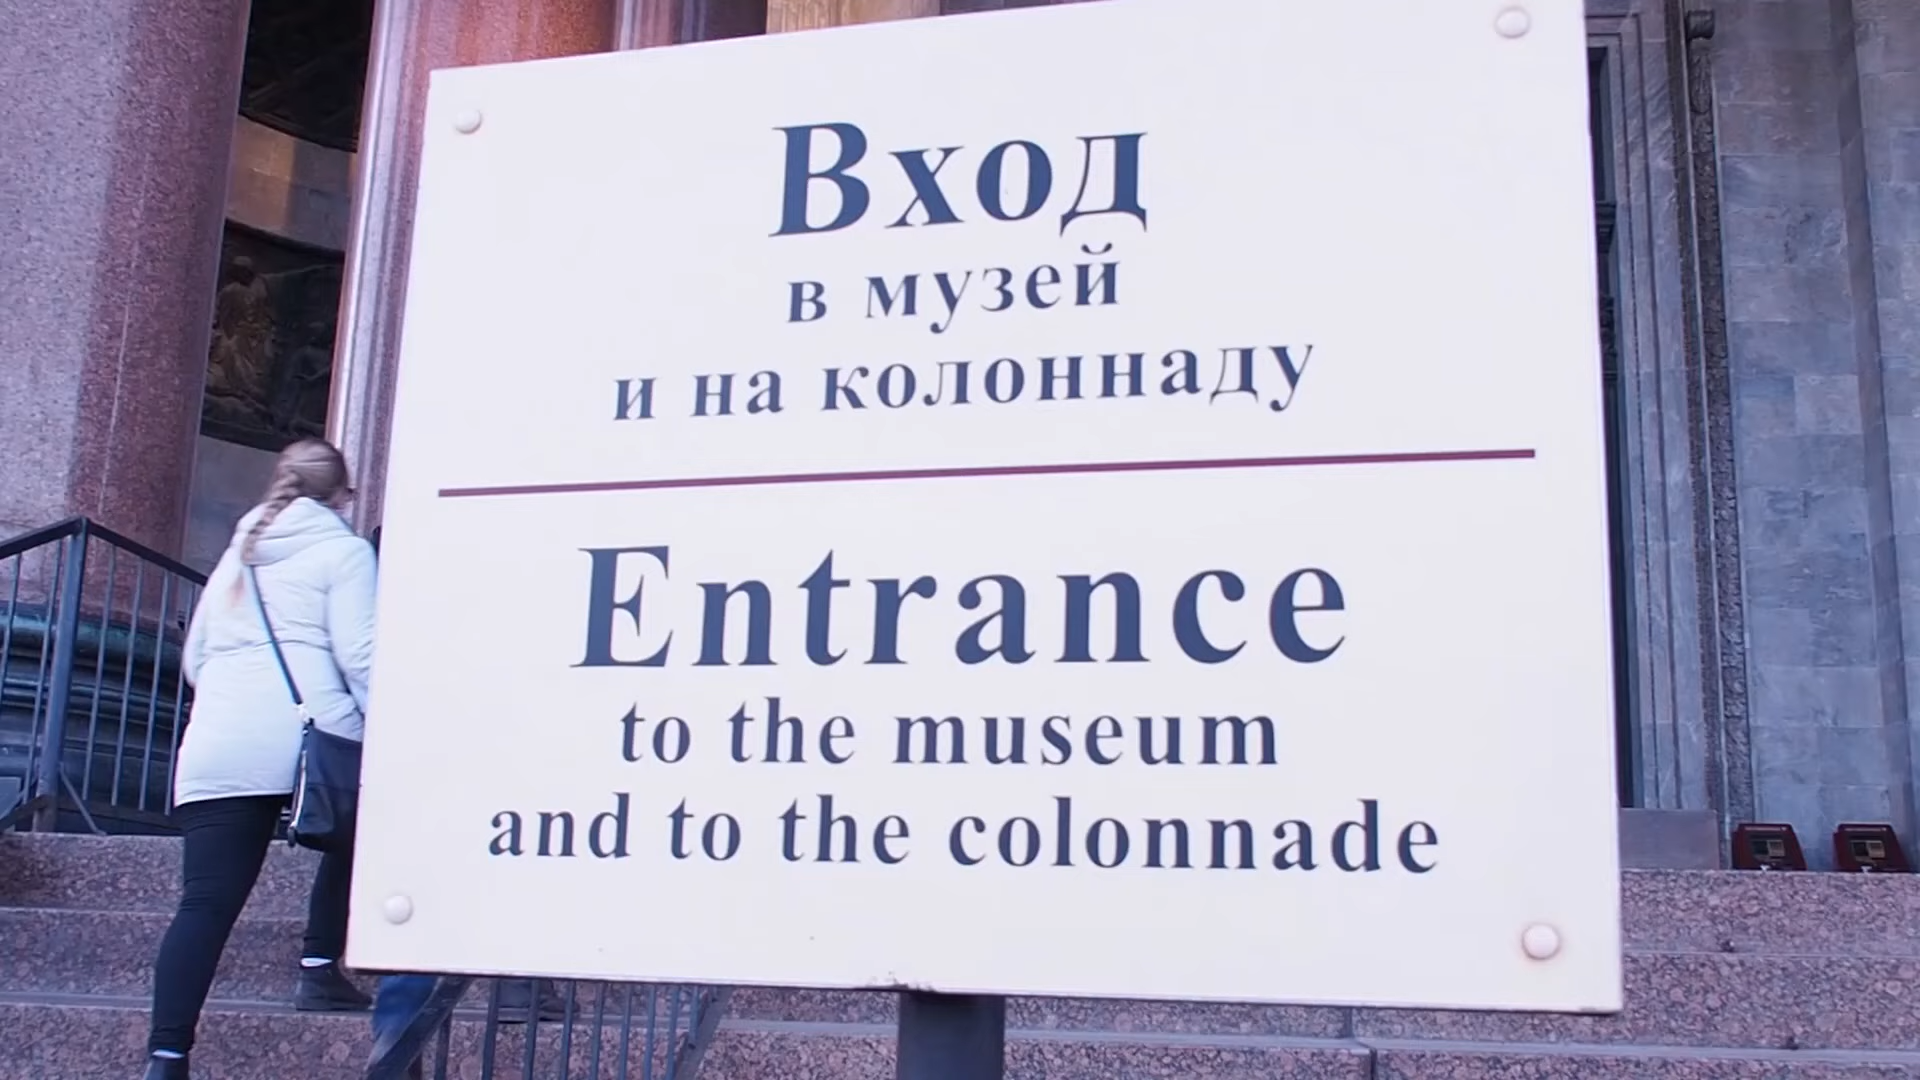 Вход
в музей
и на колоннаду
Entrance
to the museum
and to the colonnade